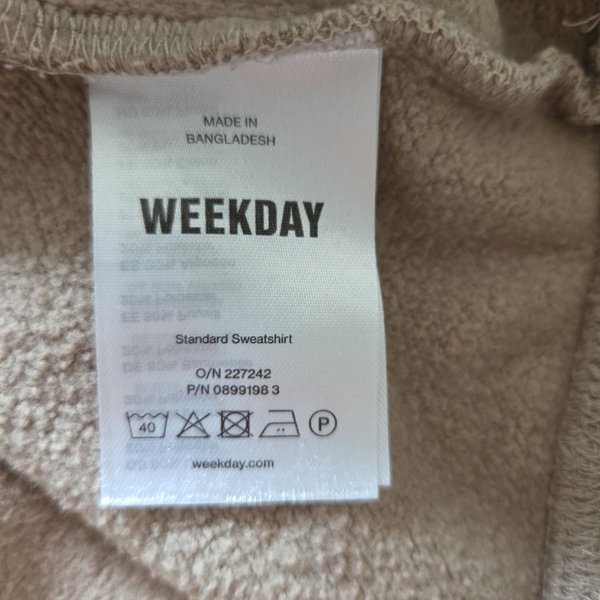 MADE IN
BANGLADESH
WEEKDAY
Standard Sweatshirt
O/N 227242
P/N 0899198 3
40
P
weekday.com